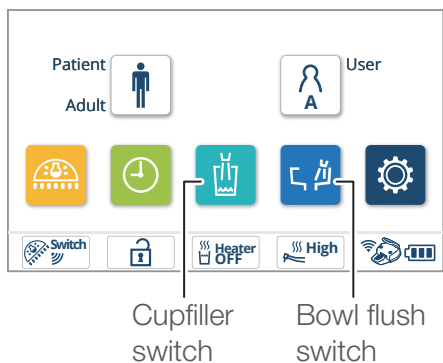 Patient
Adult
User
A
Switch
Heater
OFF
High
Cupfiller
switch
Bowl flush
switch